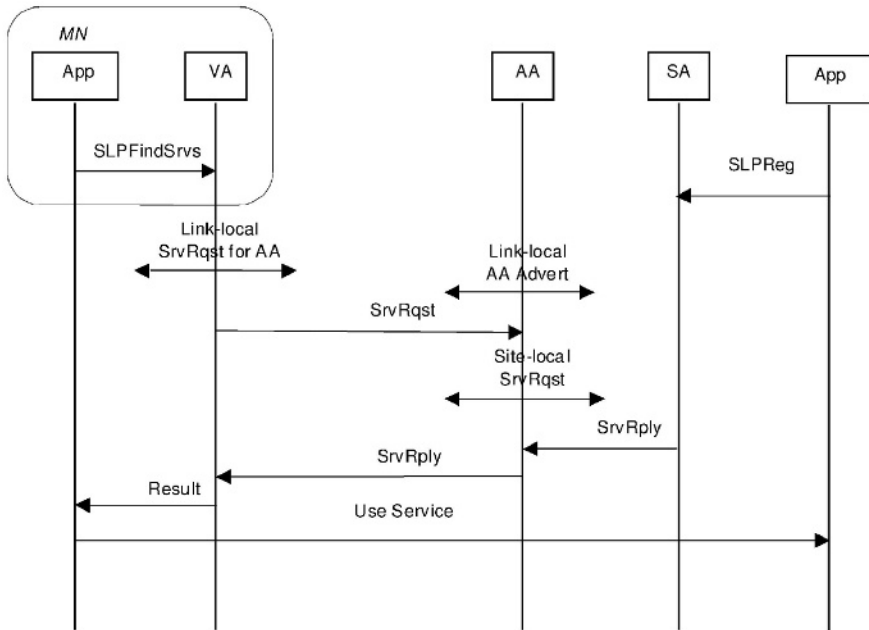 MN
App
VA
AA
SA
App
SLPFindSrvs
SLPReg
Link-local
SrvRqst for AA
Link-local
AA Advert
SrvRqst
Site-local
SrvRqst
SrvRply
SrvRply
Result
Use Service